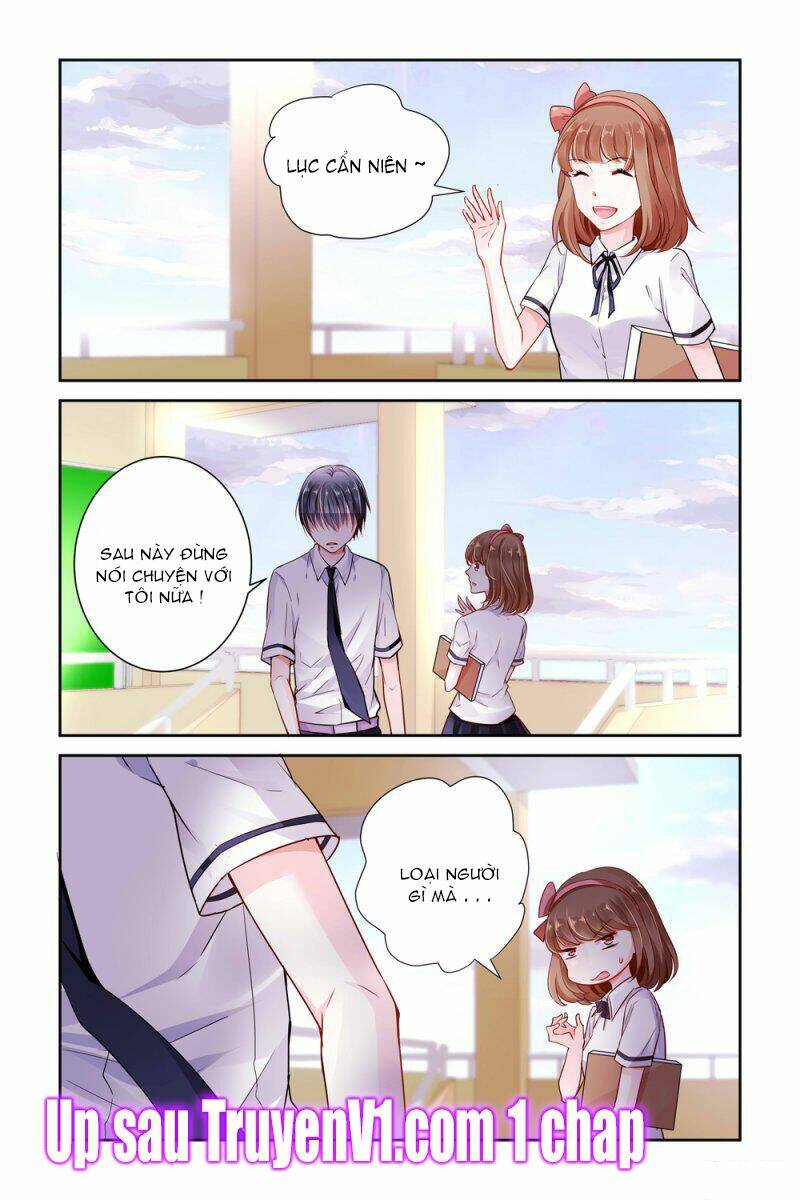 LỤC CẨN NIÊN ~
SAU NÀY ĐỪNG
NÓI CHUYỆN VỚI
TÔI NỮA !
LOẠI NGƯỜI
GÌ MÀ . . .
Up sau TruyenV1.com 1 chap